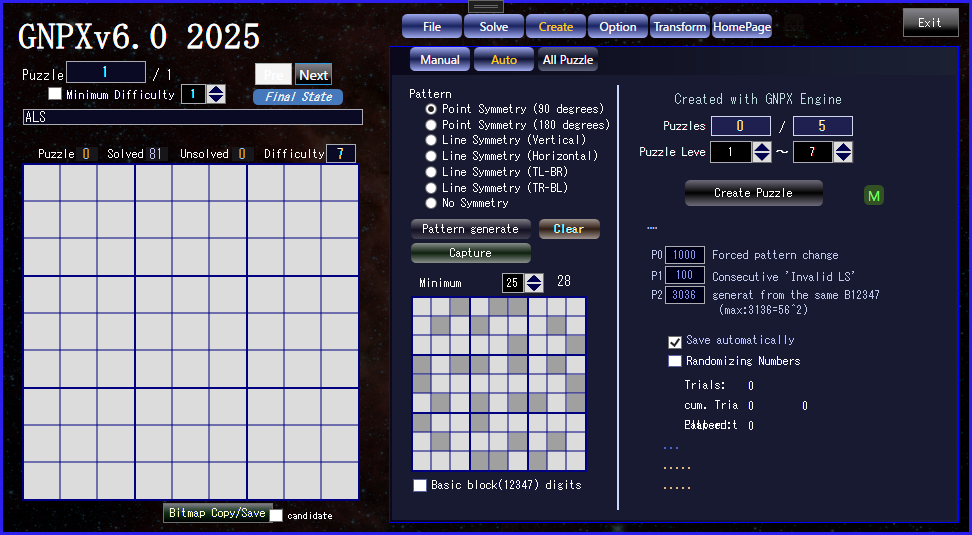 GNPXv6.0 2025
File Solve Create Option Transform HomePage
Exit
Manual Auto All Puzzle
Puzzle 1 / 1
Pre Next
Minimum Difficulty 1
Final State
ALS
Puzzle 0 Solved 81 Unsolved 0 Difficulty 7
Bitmap Copy/Save candidate
Pattern
Point Symmetry (90 degrees)
Point Symmetry (180 degrees)
Line Symmetry (Vertical)
Line Symmetry (Horizontal)
Line Symmetry (TL-BR)
Line Symmetry (TR-BL)
No Symmetry
Pattern generate Clear
Capture
Minimum 25 28
Basic block(12347) digits
Created with GNPX Engine
Puzzles 0 / 5
Puzzle Leve 1 ～ 7
Create Puzzle M
....
P0 1000 Forced pattern change
P1 100 Consecutive 'Invalid LS'
P2 3036 generat from the same B12347
(max:3136=56^2)
Save automatically
Randomizing Numbers
Trials: 0
cum. Tria 0 0
0
...
.....
.....